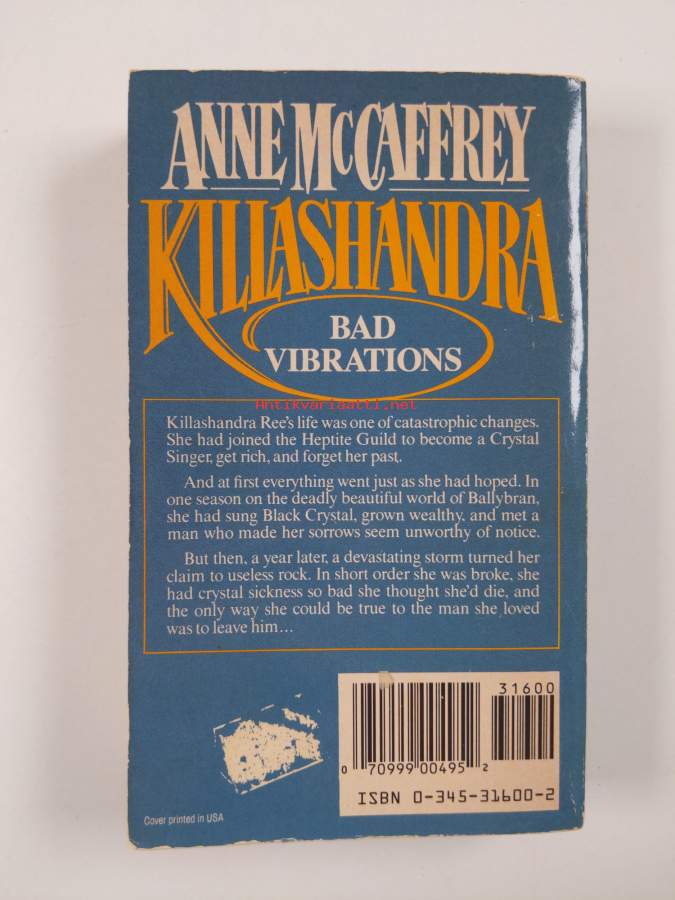 ANNE MCCAFFREY
KILLASHANDRA
BAD
VIBRATIONS
Antikvariaatti.net
Killashandra Ree's life was one of catastrophic changes.
She had joined the Heptite Guild to become a Crystal
Singer, get rich, and forget her past.
And at first everything went just as she had hoped. In
one season on the deadly beautiful world of Ballybran,
she had sung Black Crystal, grown wealthy, and met a
man who made her sorrows seem unworthy of notice.
But then, a year later, a devastating storm turned her
claim to useless rock. In short order she was broke, she
had crystal sickness so bad she thought she'd die, and
the only way she could be true to the man she loved
was to leave him...
31600
0 70999 00495 2
ISBN 0-345-31600-2
Cover printed in USA